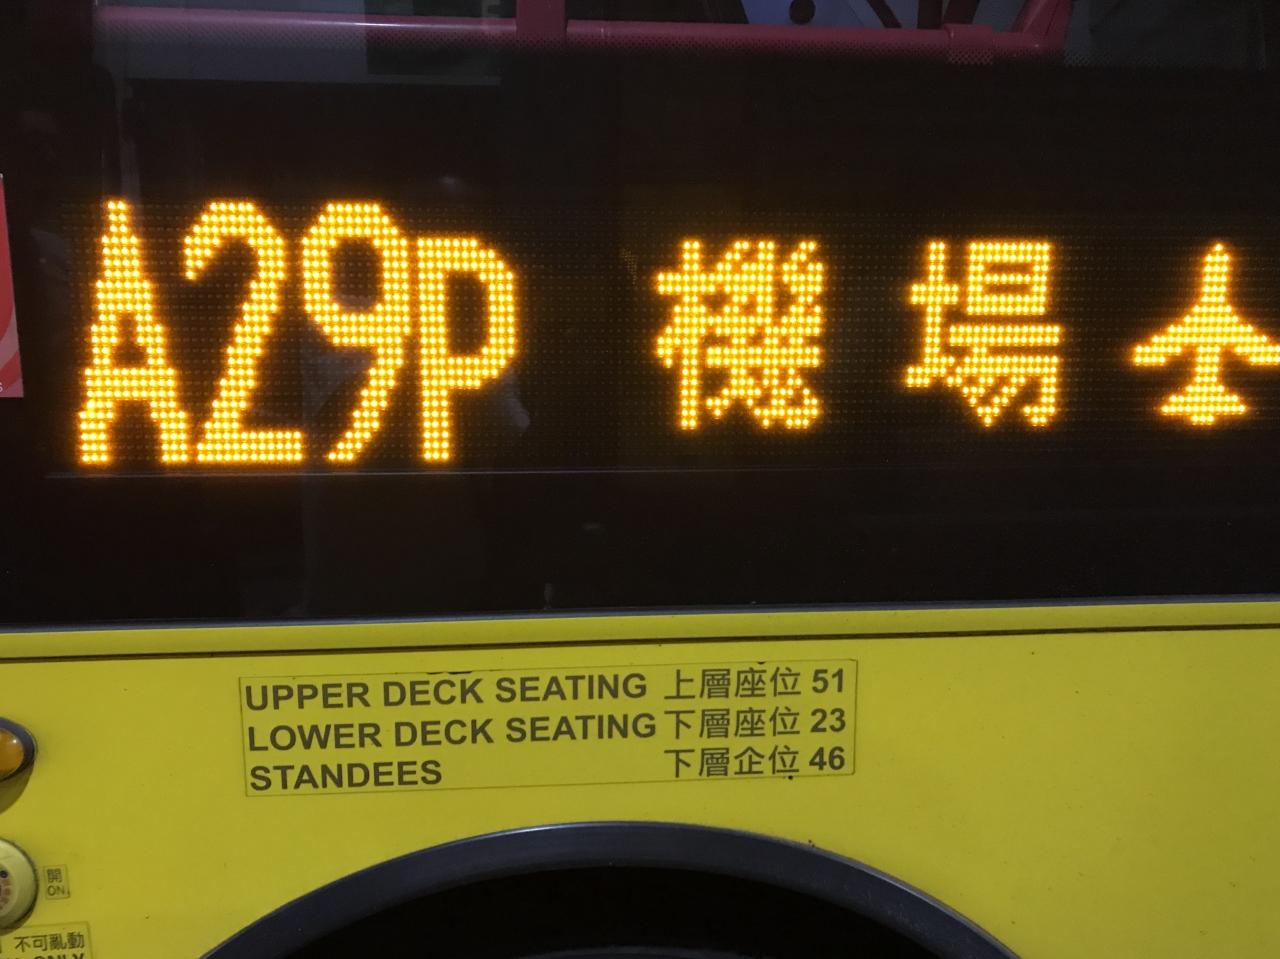 A29P 機場
UPPER DECK SEATING 上層座位 51
LOWER DECK SEATING 下層座位 23
STANDEES 下層企位 46
開
ON
不可亂動
ONLY